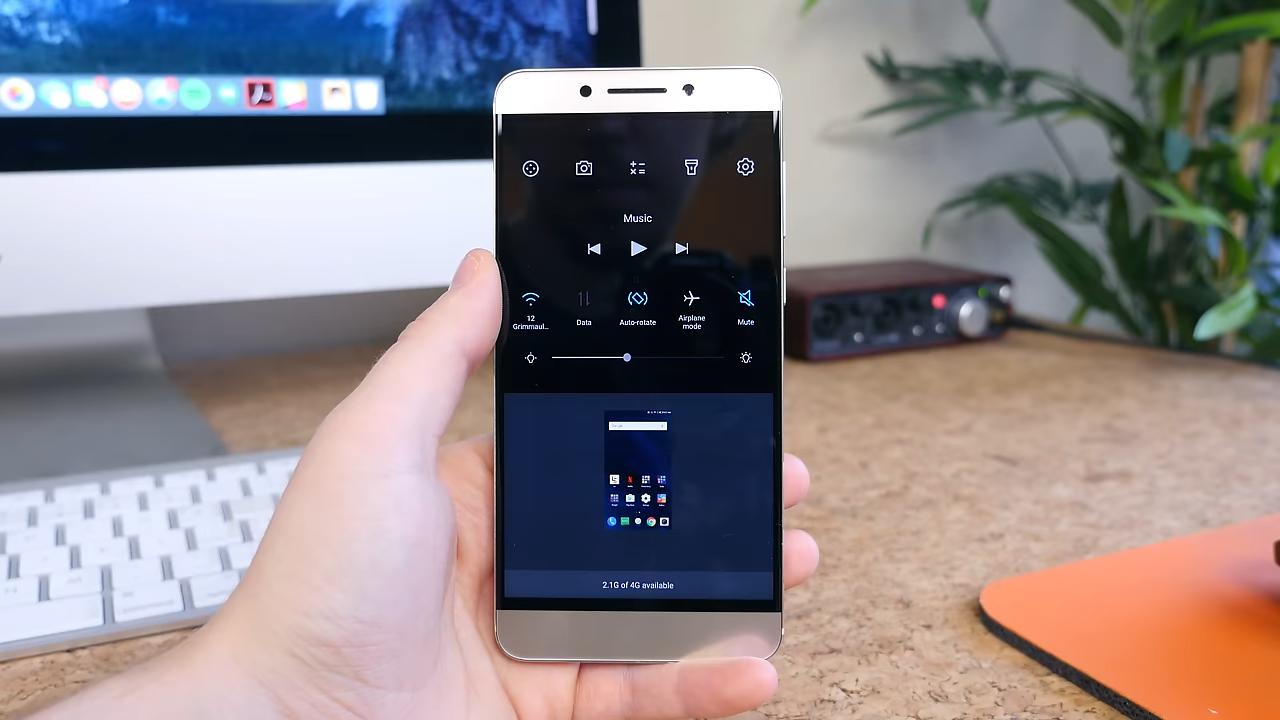 Music
12
Grimmaul...
Data
Auto-rotate
Airplane
mode
Mute
2.1G of 4G available